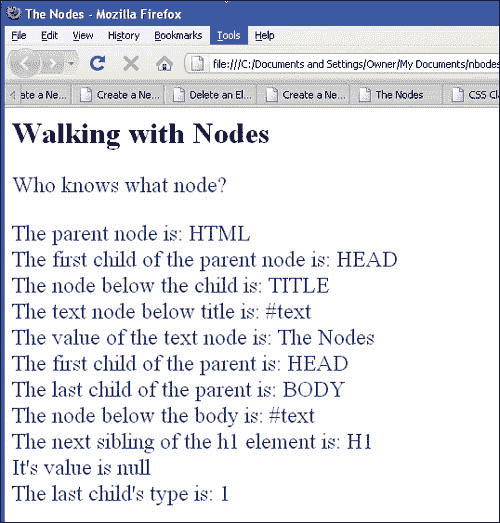 The Nodes - Mozilla Firefox
File Edit View History Bookmarks Tools Help
file:///C:/Documents and Settings/Owner/My Documents/nbodes
ate a Ne... Create a Ne... Delete an El... Create a Ne... The Nodes CSS Cla
Walking with Nodes
Who knows what node?
The parent node is: HTML
The first child of the parent node is: HEAD
The node below the child is: TITLE
The text node below title is: #text
The value of the text node is: The Nodes
The first child of the parent is: HEAD
The last child of the parent is: BODY
The node below the body is: #text
The next sibling of the h1 element is: H1
It's value is null
The last child's type is: 1